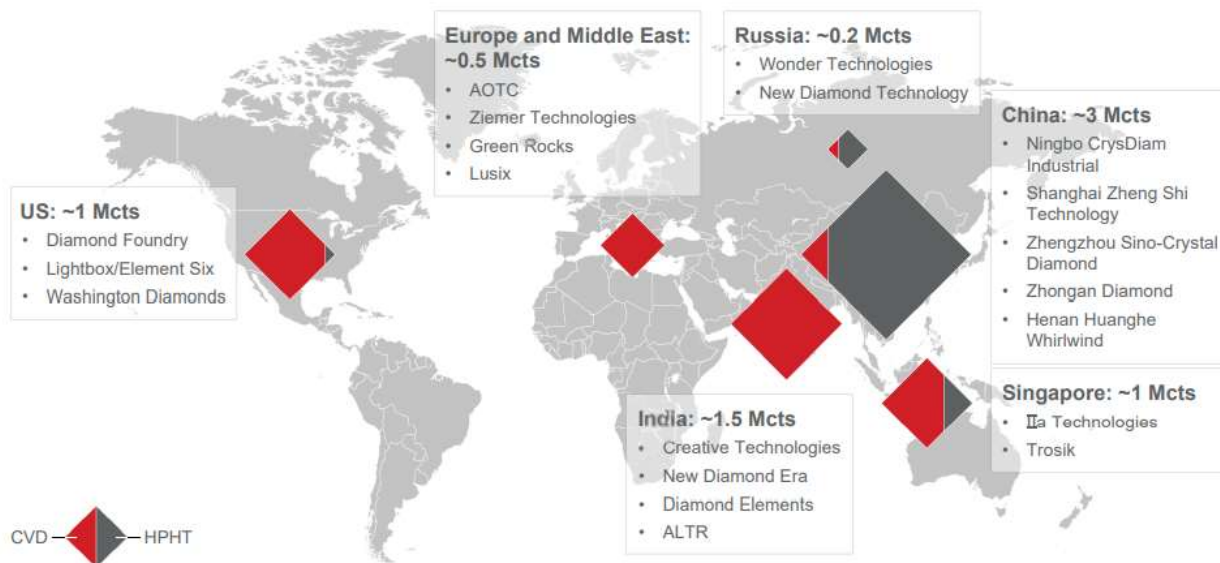 Europe and Middle East:
~0.5 Mcts
• AOTC
• Ziemer Technologies
• Green Rocks
• Lusix
Russia: ~0.2 Mcts
• Wonder Technologies
• New Diamond Technology
China: ~3 Mcts
• Ningbo CrysDiam
Industrial
• Shanghai Zheng Shi
Technology
• Zhengzhou Sino-Crystal
Diamond
• Zhongan Diamond
• Henan Huanghe
Whirlwind
US: ~1 Mcts
• Diamond Foundry
• Lightbox/Element Six
• Washington Diamonds
India: ~1.5 Mcts
• Creative Technologies
• New Diamond Era
• Diamond Elements
• ALTR
Singapore: ~1 Mcts
• Ⅱa Technologies
• Trosik
CVD
HPHT